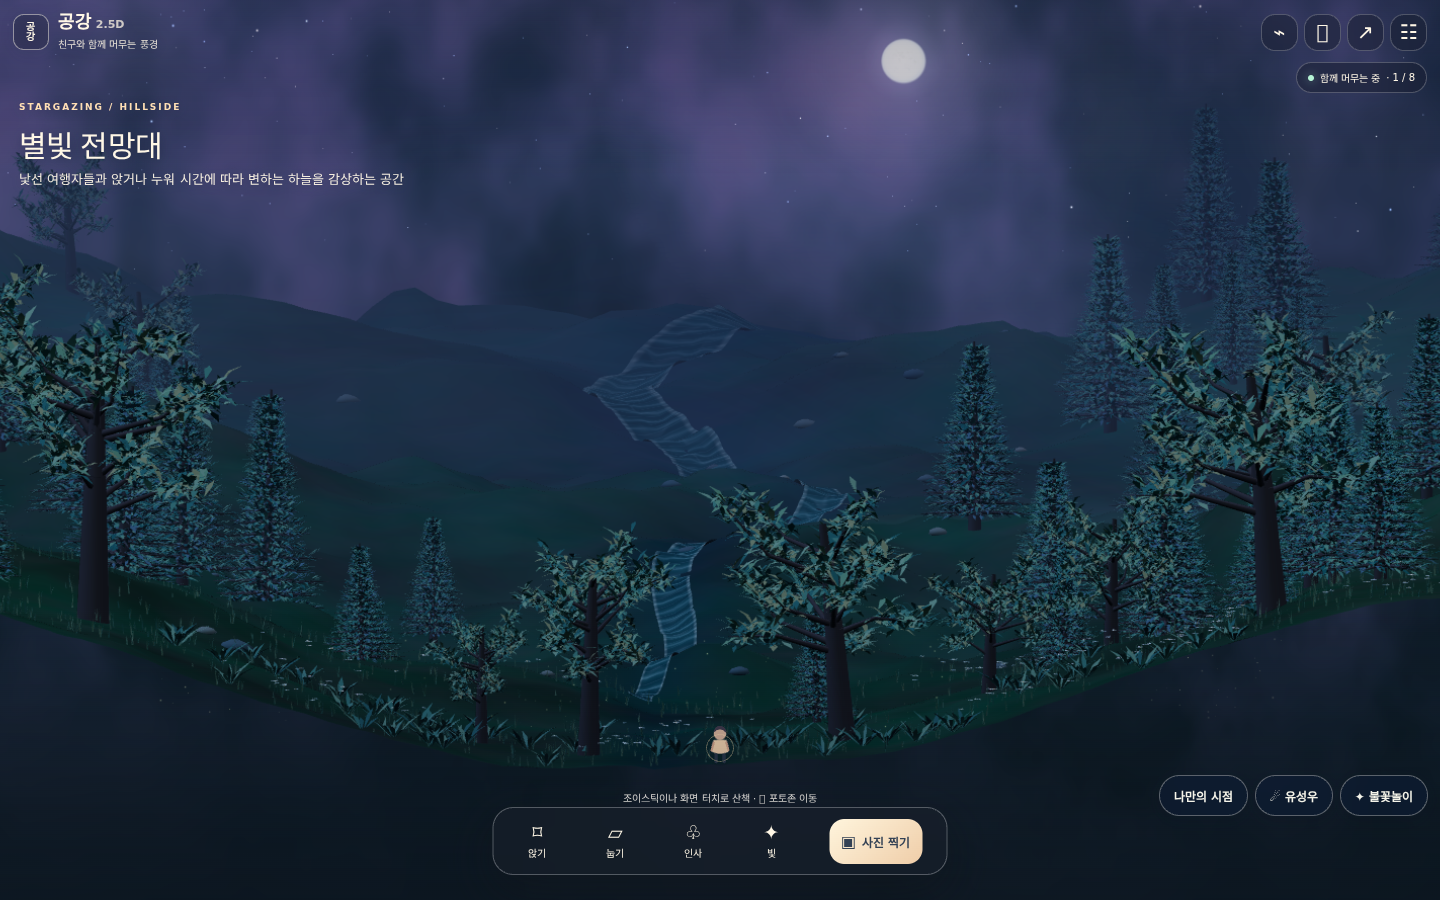 공강
공강 2.5D
친구와 함께 머무는 풍경
함께 머무는 중 · 1 / 8
STARGAZING / HILLSIDE
별빛 전망대
낯선 여행자들과 앉거나 누워 시간에 따라 변하는 하늘을 감상하는 공간
나만의 시점
☄ 유성우
✦ 불꽃놀이
조이스틱이나 화면 터치로 산책 · ▯ 포토존 이동
앉기
눕기
인사
빛
사진 찍기